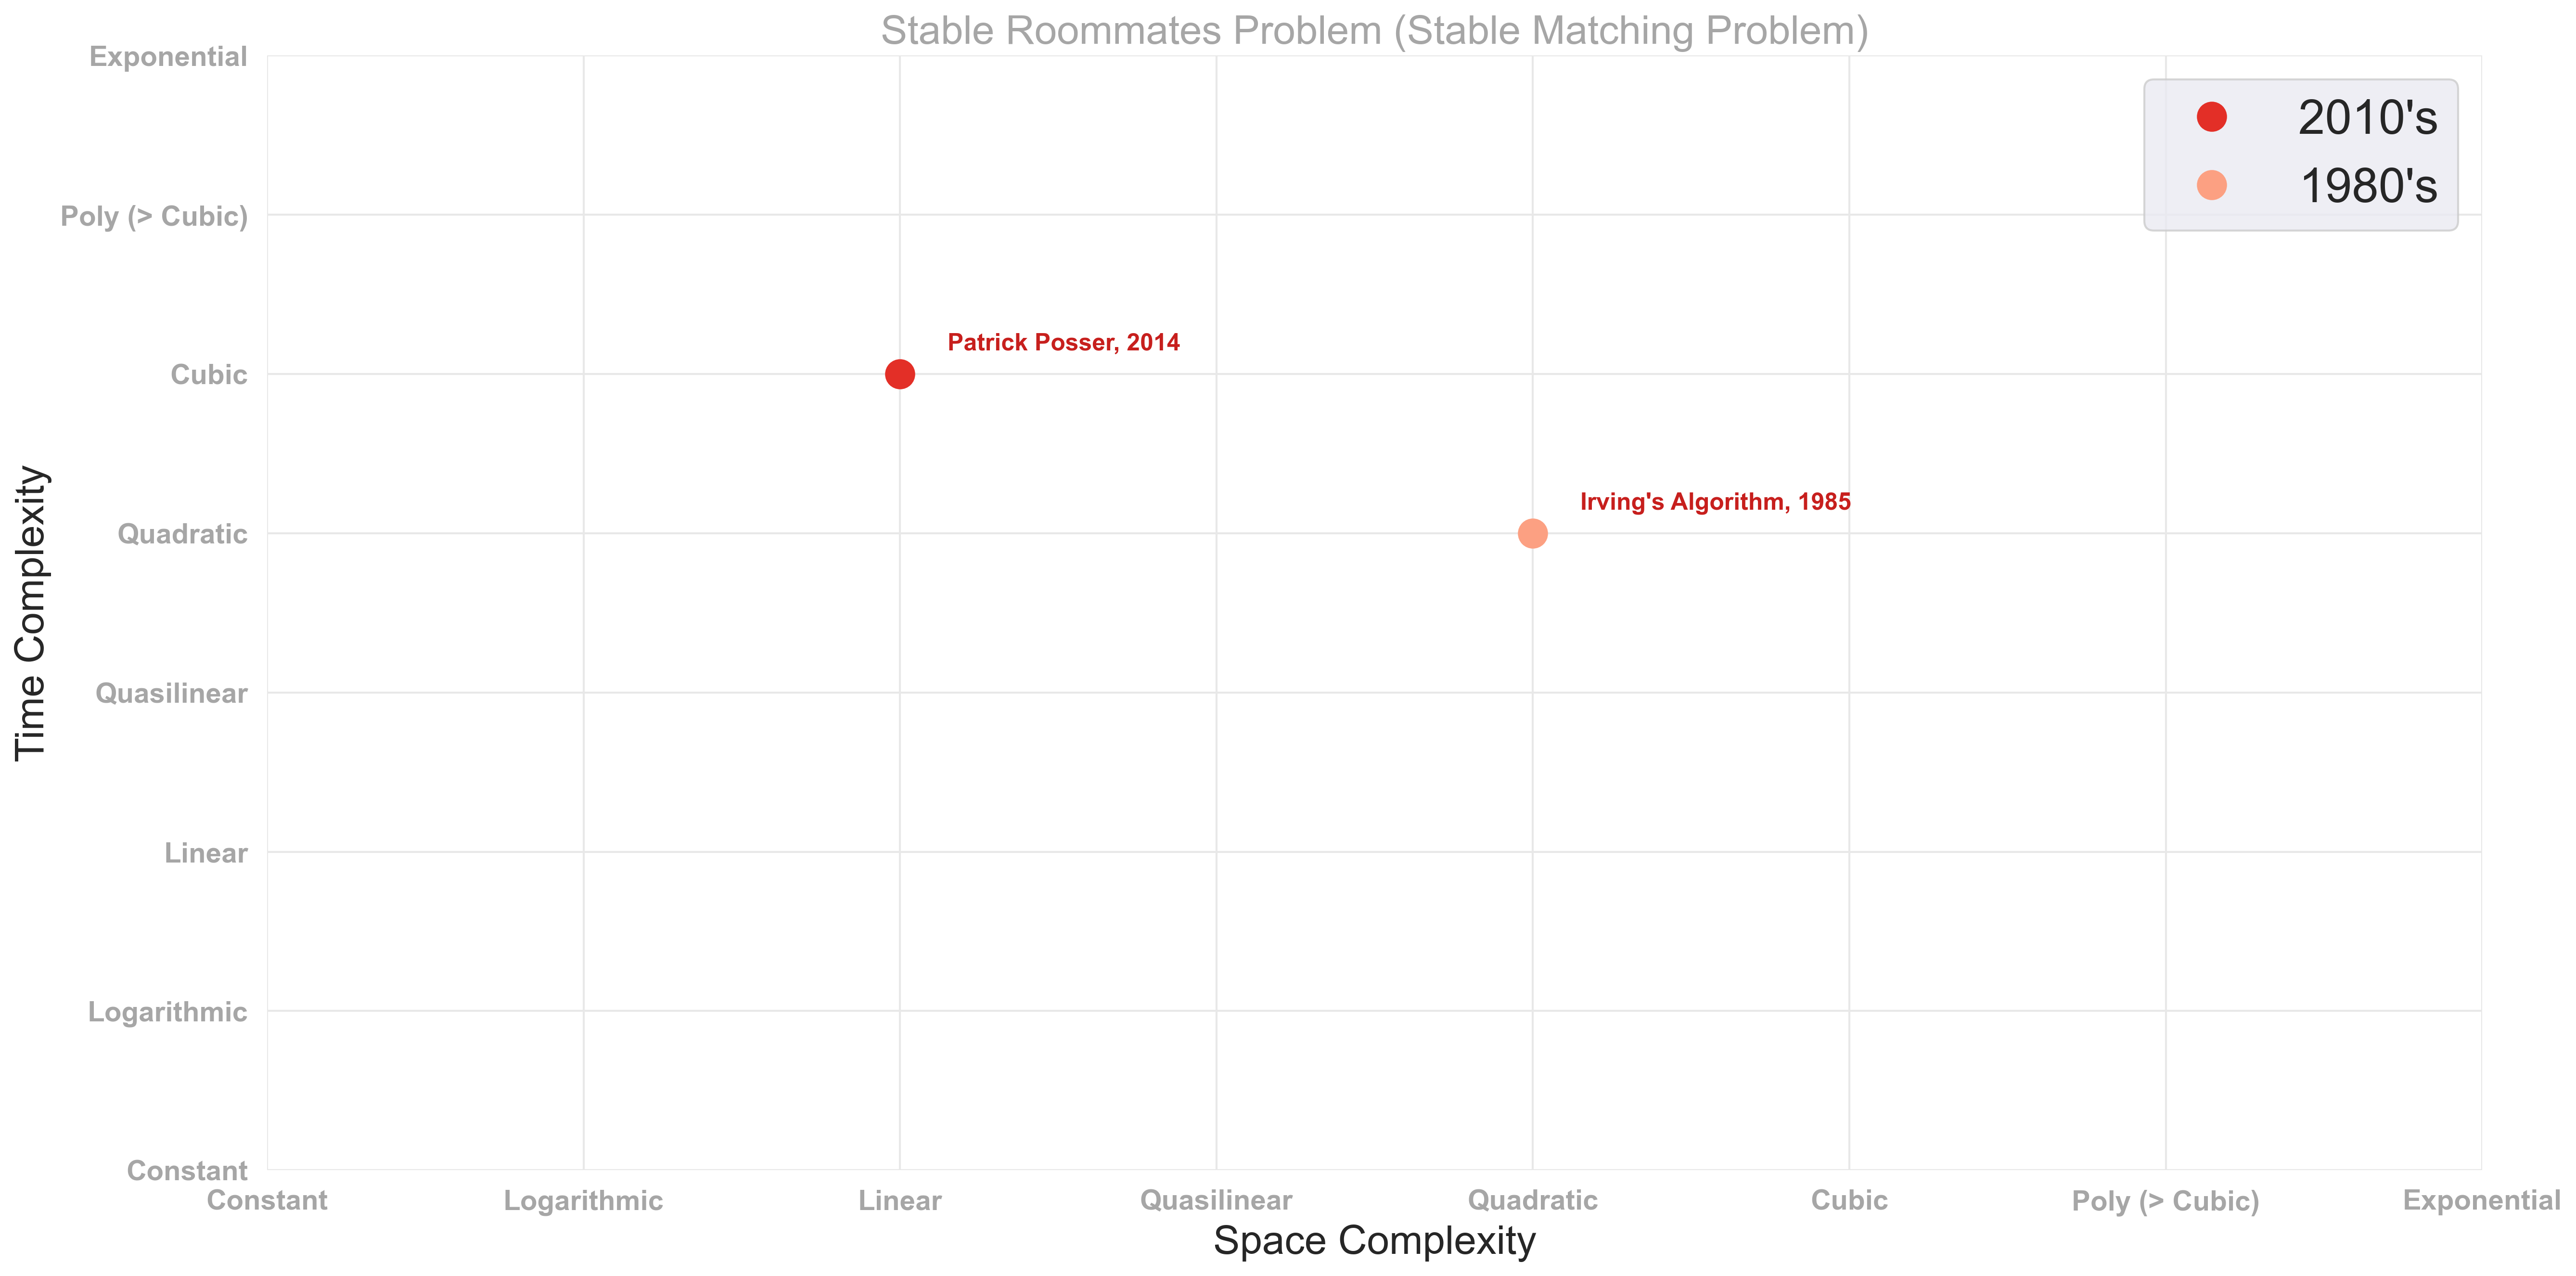 Stable Roommates Problem (Stable Matching Problem)
Exponential
Poly (> Cubic)
Cubic
Quadratic
Quasilinear
Linear
Logarithmic
Constant
Time Complexity
2010's
1980's
Patrick Posser, 2014
Irving's Algorithm, 1985
Constant
Logarithmic
Linear
Quasilinear
Quadratic
Cubic
Poly (> Cubic)
Exponential
Space Complexity